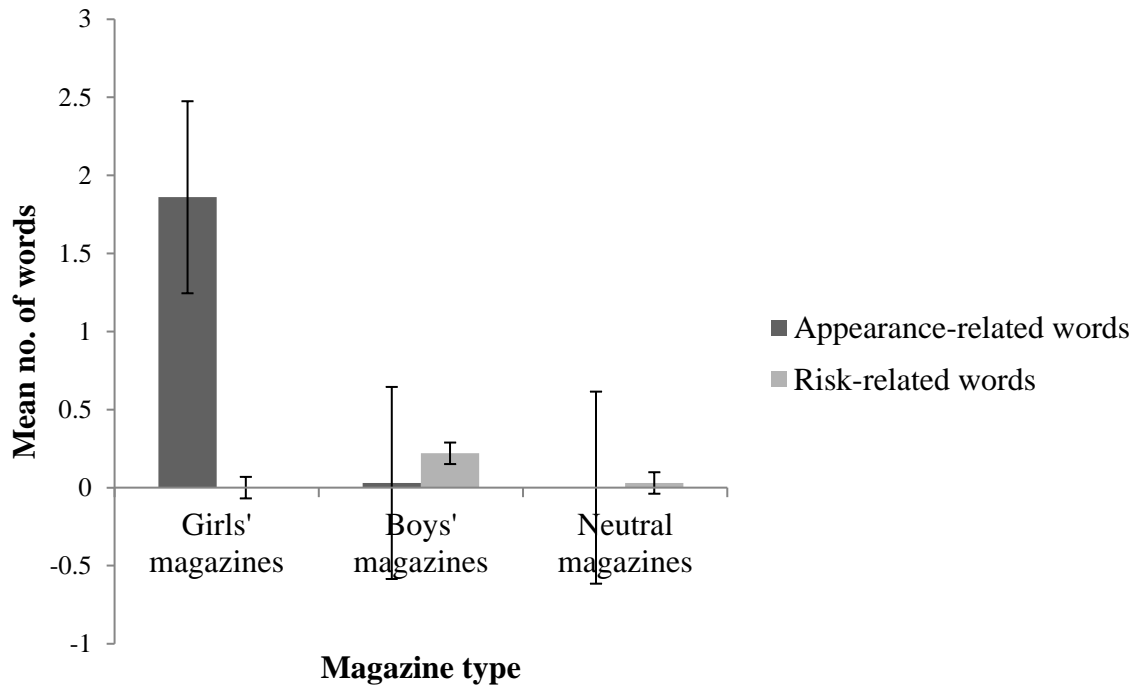 3
2.5
2
1.5
1
0.5
0
-0.5
-1
Mean no. of words
Girls' magazines
Boys' magazines
Neutral magazines
Magazine type
Appearance-related words
Risk-related words